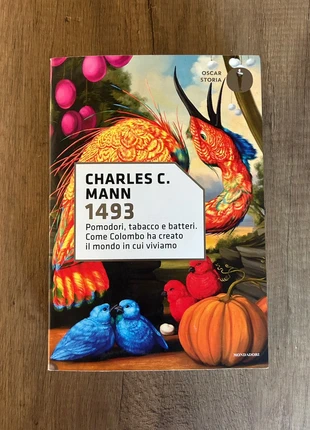 OSCAR
STORIA
CHARLES C.
MANN
1493
Pomodori, tabacco e batteri.
Come Colombo ha creato
il mondo in cui viviamo
MONDADORI